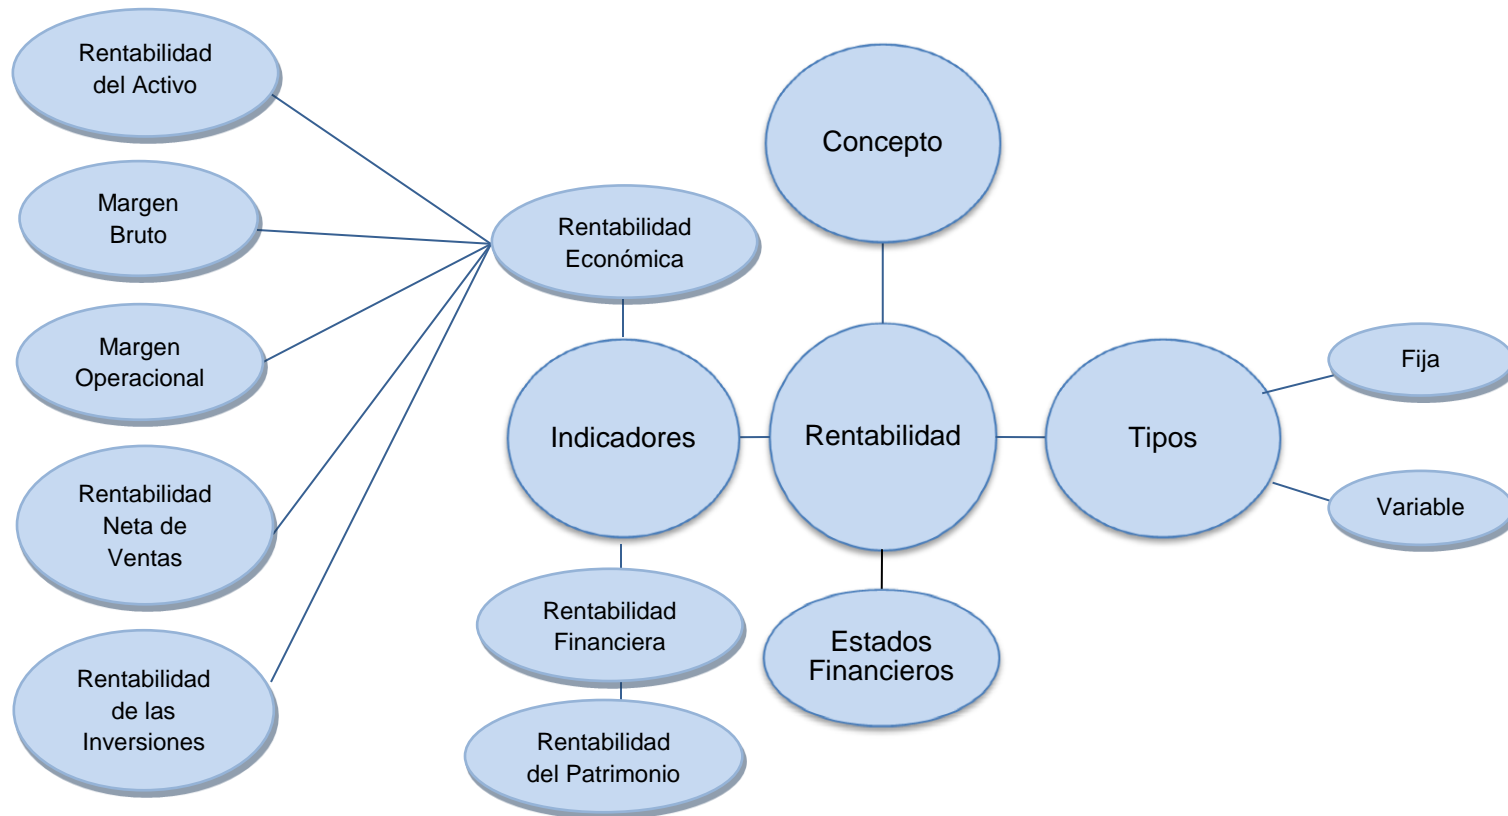 Rentabilidad
del Activo
Margen
Bruto
Margen
Operacional
Rentabilidad
Neta de
Ventas
Rentabilidad
de las
Inversiones
Rentabilidad
Económica
Indicadores
Rentabilidad
Financiera
Rentabilidad
del Patrimonio
Concepto
Rentabilidad
Estados
Financieros
Tipos
Fija
Variable